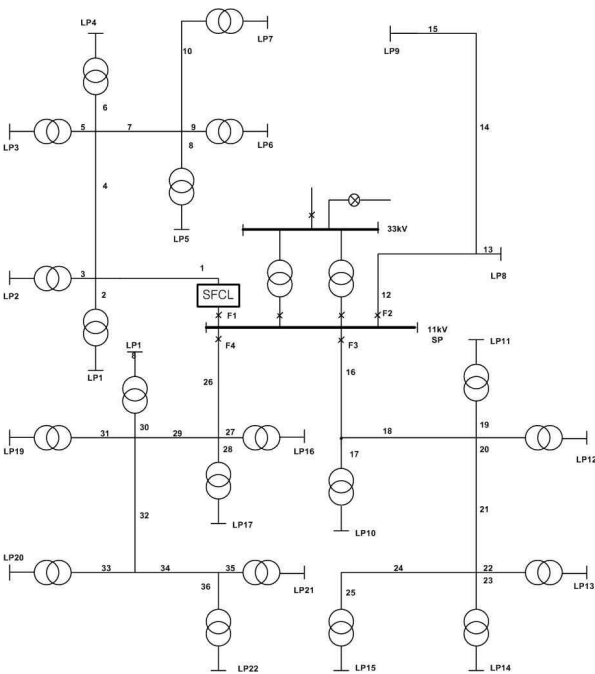 LP4
LP7
10
15
LP9
6
14
LP3
5
7
9
8
LP6
4
LP5
33kV
13
LP8
1
LP2
3
2
SFCL
12
F1
F2
11kV
SP
LP1
F4
F3
LP1
8
LP11
26
16
30
29
27
28
18
19
20
LP19
31
LP16
17
LP12
LP17
LP10
32
21
LP20
33
34
35
24
22
23
36
LP21
25
LP13
LP22
LP15
LP14